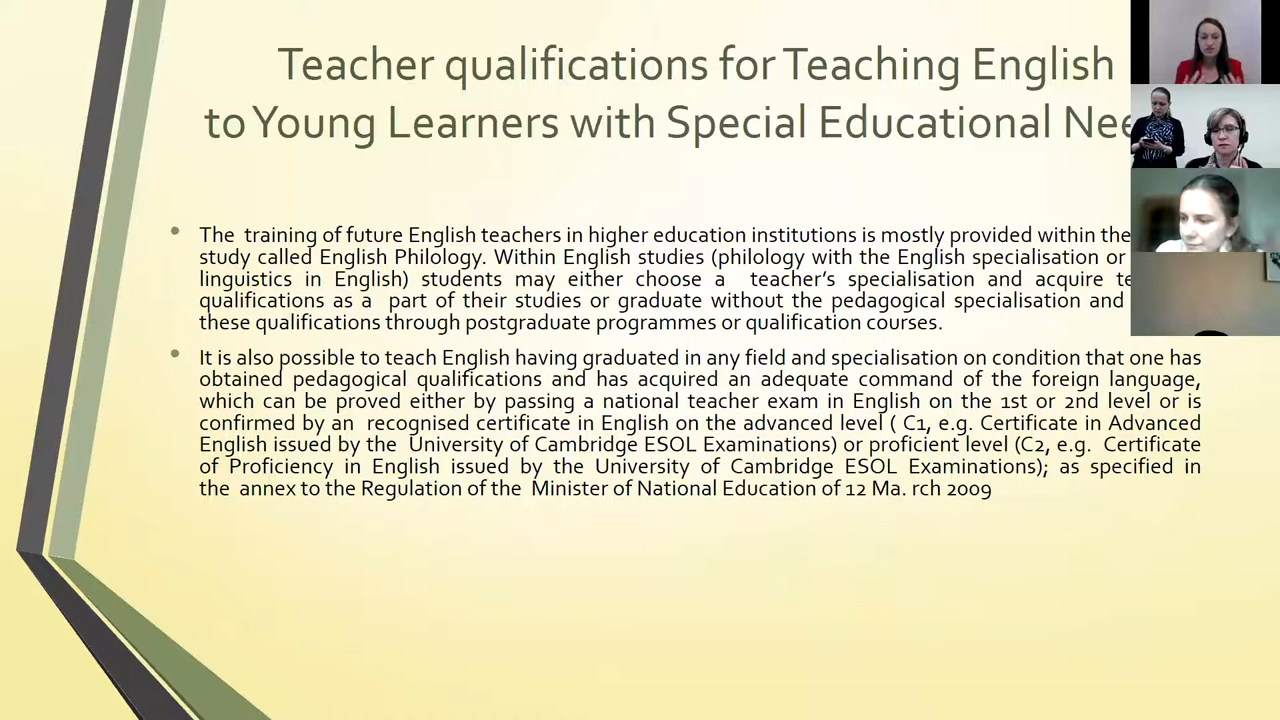 Teacher qualifications for Teaching English
to Young Learners with Special Educational
The training of future English teachers in higher education institutions is mostly provided within the
study called English Philology. Within English studies (philology with the English specialisation or
linguistics in English) students may either choose a teacher's specialisation and acquire
qualifications as a part of their studies or graduate without the pedagogical specialisation and
these qualifications through postgraduate programmes or qualification courses.
It is also possible to teach English having graduated in any field and specialisation on condition that one has
obtained pedagogical qualifications and has acquired an adequate command of the foreign language,
which can be proved either by passing a national teacher exam in English on the 1st or 2nd level or is
confirmed by an recognised certificate in English on the advanced level ( C1, e.g. Certificate in Advanced
English issued by the University of Cambridge ESOL Examinations) or proficient level (C2, e.g. Certificate
of Proficiency in English issued by the University of Cambridge ESOL Examinations); as specified in
the annex to the Regulation of the Minister of National Education of 12 Ma. rch 2009